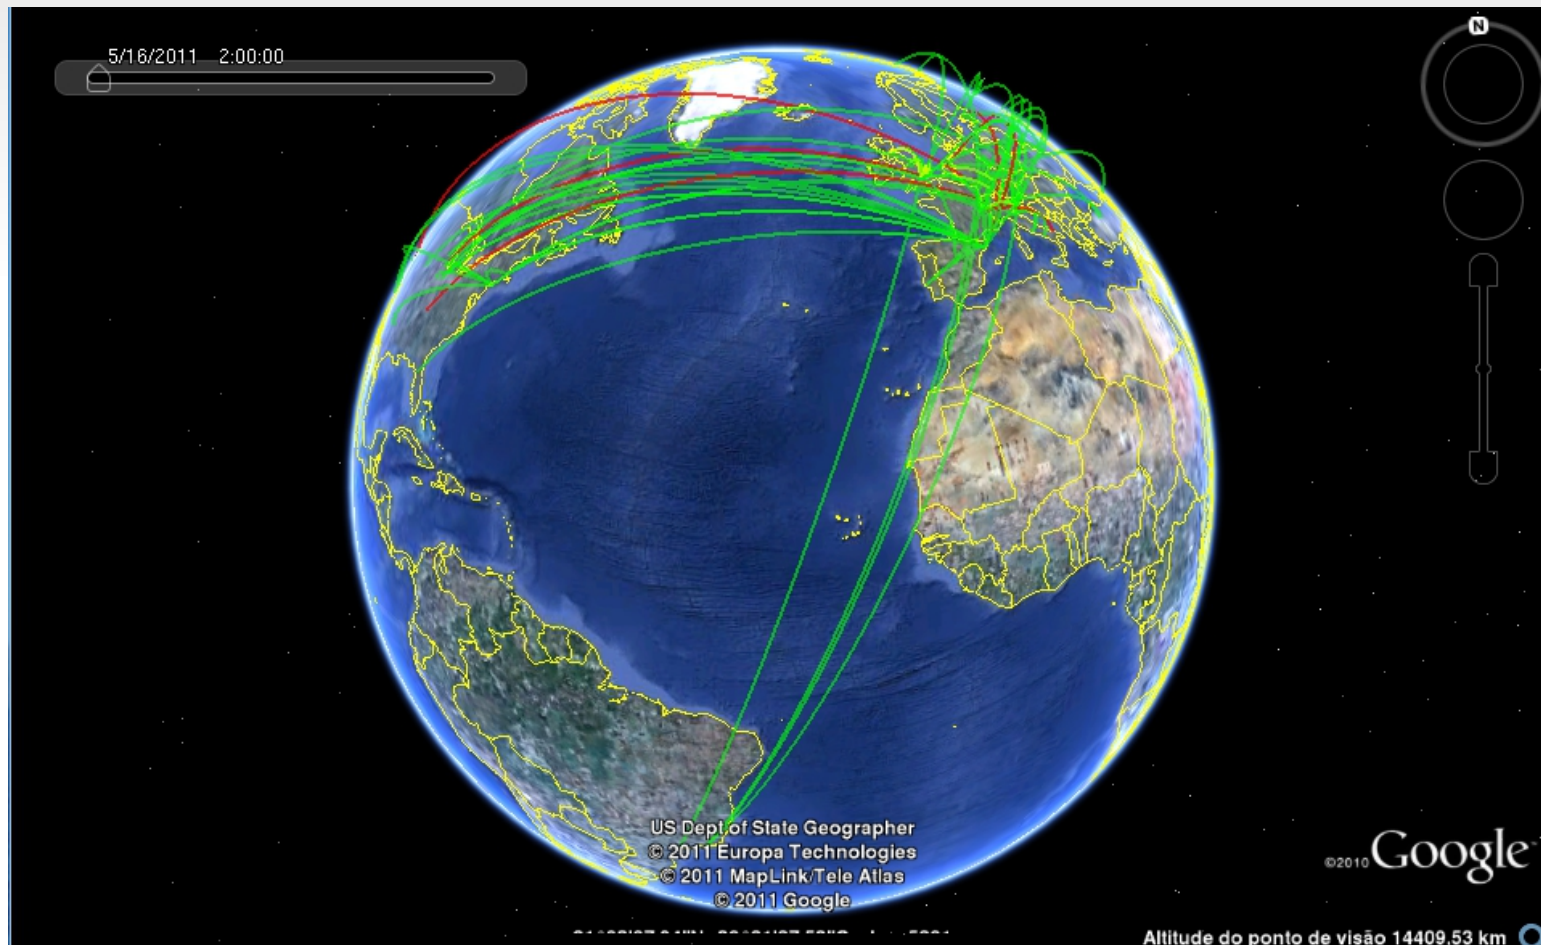 5/16/2011 2:00:00
N
US Dept of State Geographer
© 2011 Europa Technologies
© 2011 MapLink/Tele Atlas
© 2011 Google
©2010 Google
Altitude do ponto de visão 14409,53 km